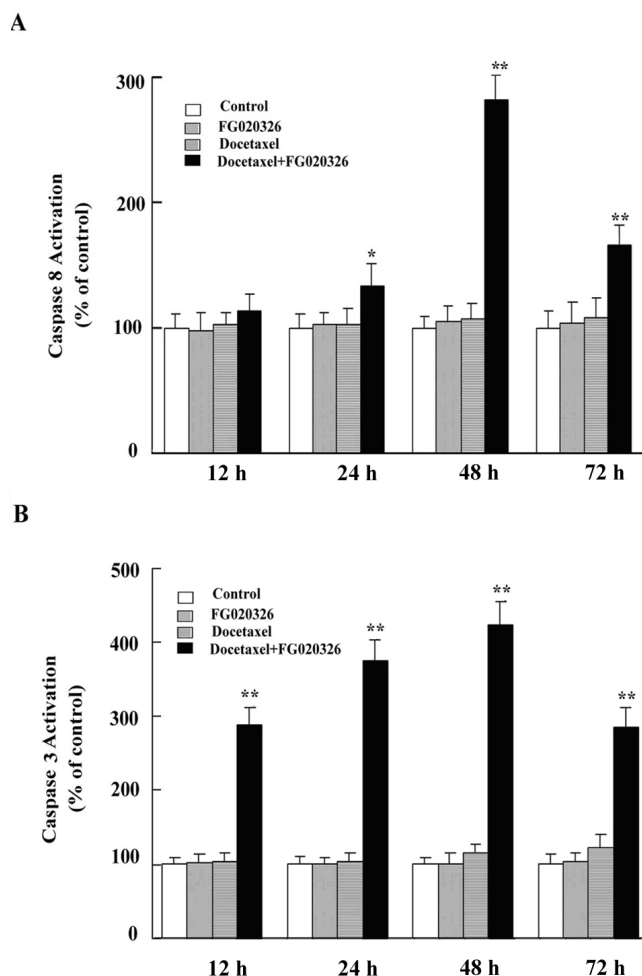 A
Caspase 8 Activation
(% of control)
300
200
100
0
Control
FG020326
Docetaxel
Docetaxel+FG020326
*
**
**
12 h 24 h 48 h 72 h
B
Caspase 3 Activation
(% of control)
500
400
300
200
100
0
Control
FG020326
Docetaxel
Docetaxel+FG020326
**
**
**
**
12 h 24 h 48 h 72 h